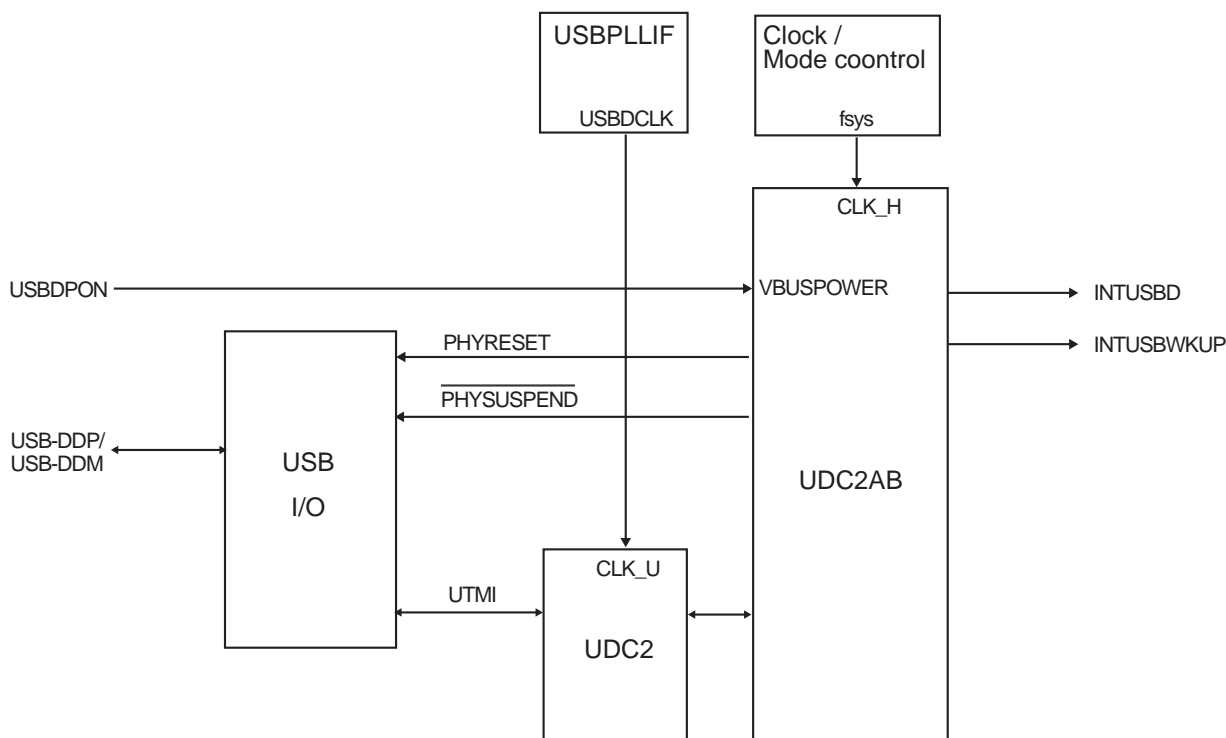 USBPLLIF
USBDCLK
Clock /
Mode coontrol
fsys
CLK_H
USBDPON
VBUSPOWER
INTUSBD
INTUSBWKUP
PHYRESET
PHYSUSPEND
USB-DDP/
USB-DDM
USB
I/O
UDC2AB
CLK_U
UTMI
UDC2